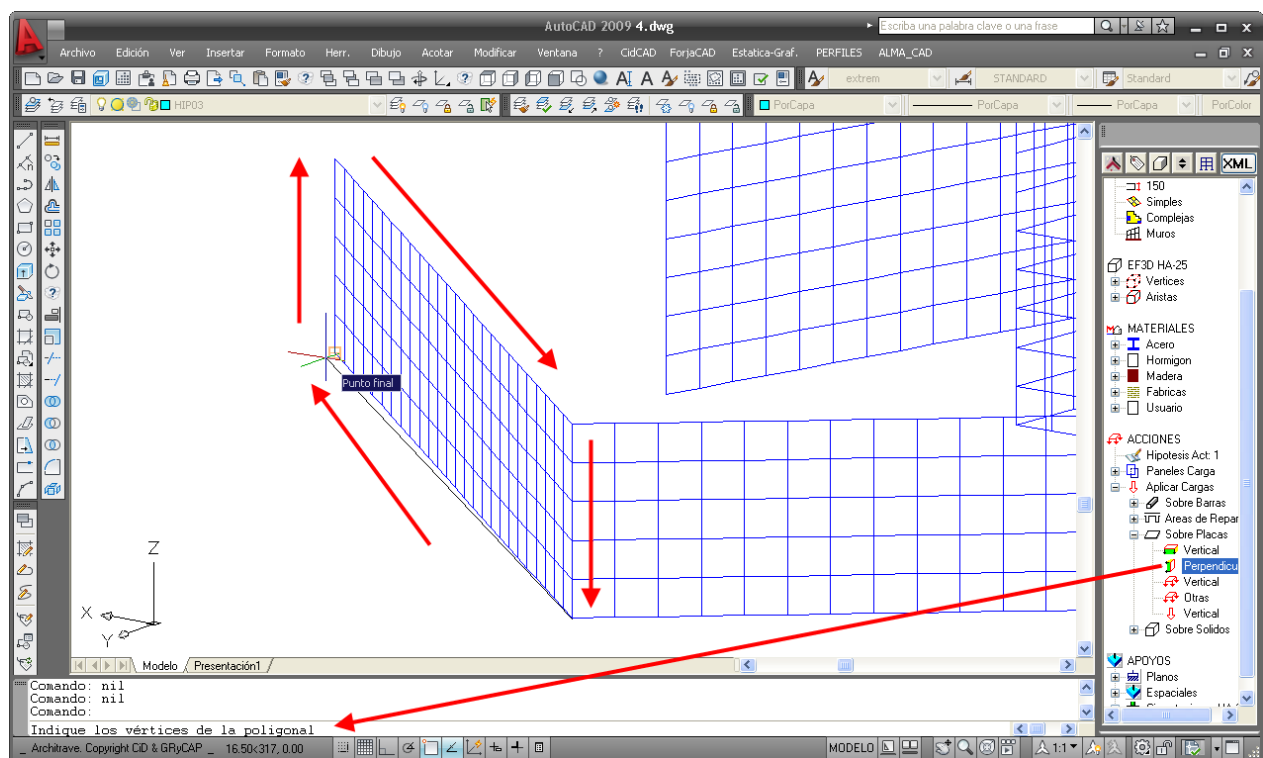 AutoCAD 2009 4.dwg
Escriba una palabra clave o una frase
Archivo Edición Ver Insertar Formato Herr. Dibujo Acotar Modificar Ventana ? CidCAD ForjaCAD Estatica-Graf. PERFILES ALMA_CAD
extrem STANDARD Standard
HIP03 PorCapa PorCapa PorCapa PorColor
XML
150
Simples
Complejas
Muros
EF3D HA-25
Vertices
Aristas
MATERIALES
Acero
Hormigon
Madera
Fabricas
Usuario
ACCIONES
Hipotesis Act: 1
Paneles Carga
Aplicar Cargas
Sobre Barras
Areas de Repar
Sobre Placas
Vertical
Perpendicu
Vertical
Otras
Vertical
Sobre Solidos
APOYOS
Planos
Espaciales
Punto final
Z
X
Y
Modelo Presentación1
Comando: nil
Comando: nil
Comando:
Indique los vértices de la poligonal
_ Architrave. Copyright CiD & GRyCAP _ 16.50<317, 0.00 MODELO 1:1